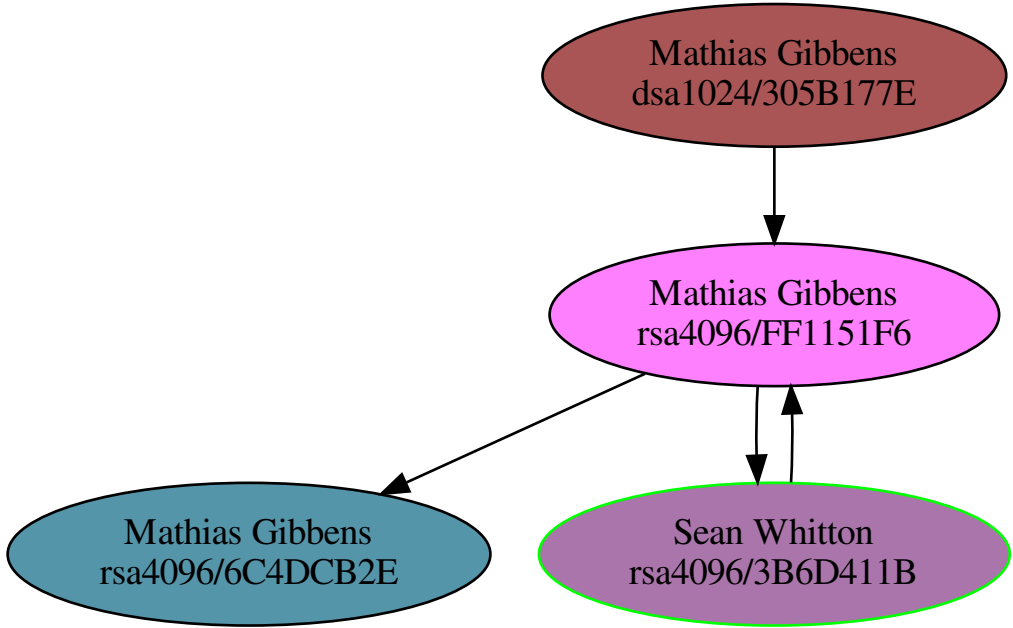 Mathias Gibbens
dsa1024/305B177E
Mathias Gibbens
rsa4096/FF1151F6
Mathias Gibbens
rsa4096/6C4DCB2E
Sean Whitton
rsa4096/3B6D411B